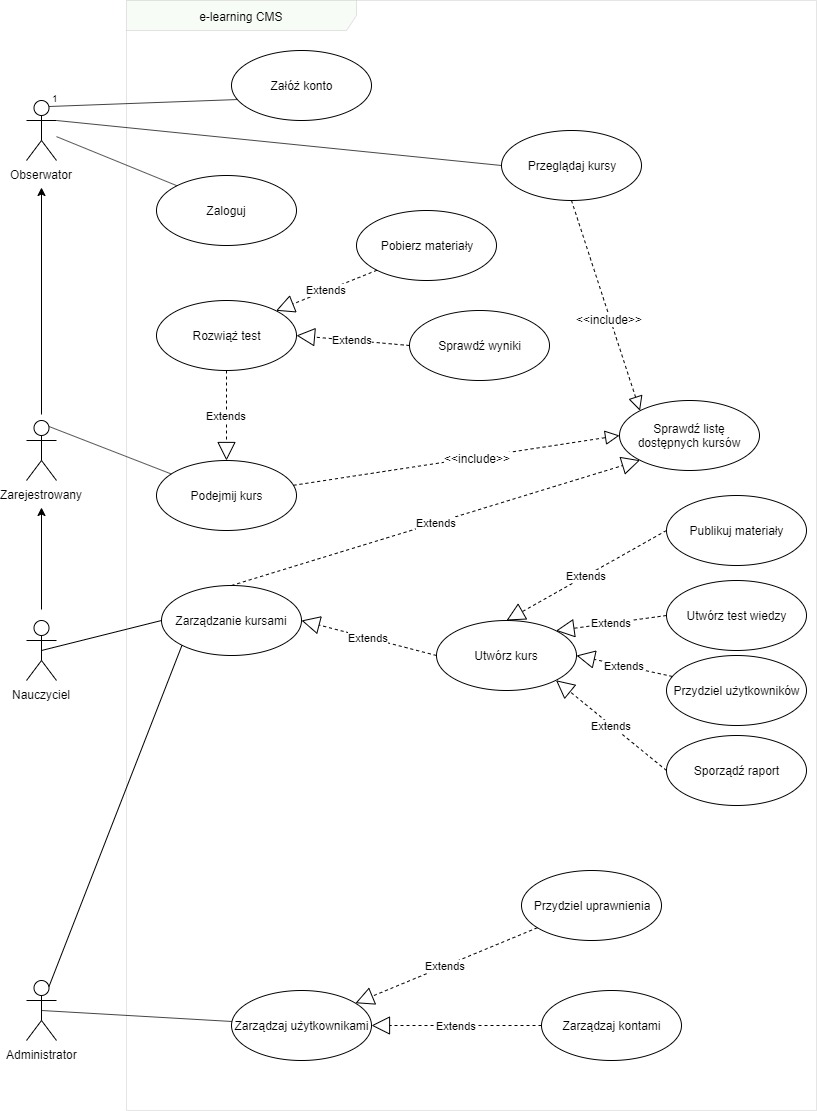 e-learning CMS
Załóż konto
1
Obserwator
Przeglądaj kursy
Zaloguj
Pobierz materiały
Extends
Rozwiąż test
Extends
Sprawdź wyniki
<<include>>
Extends
Sprawdź listę
dostępnych kursów
Zarejestrowany
Podejmij kurs
<<include>>
Extends
Publikuj materiały
Extends
Zarządzanie kursami
Extends
Utwórz kurs
Extends
Utwórz test wiedzy
Extends
Przydziel użytkowników
Nauczyciel
Extends
Sporządź raport
Przydziel uprawnienia
Extends
Zarządzaj użytkownikami
Extends
Zarządzaj kontami
Administrator